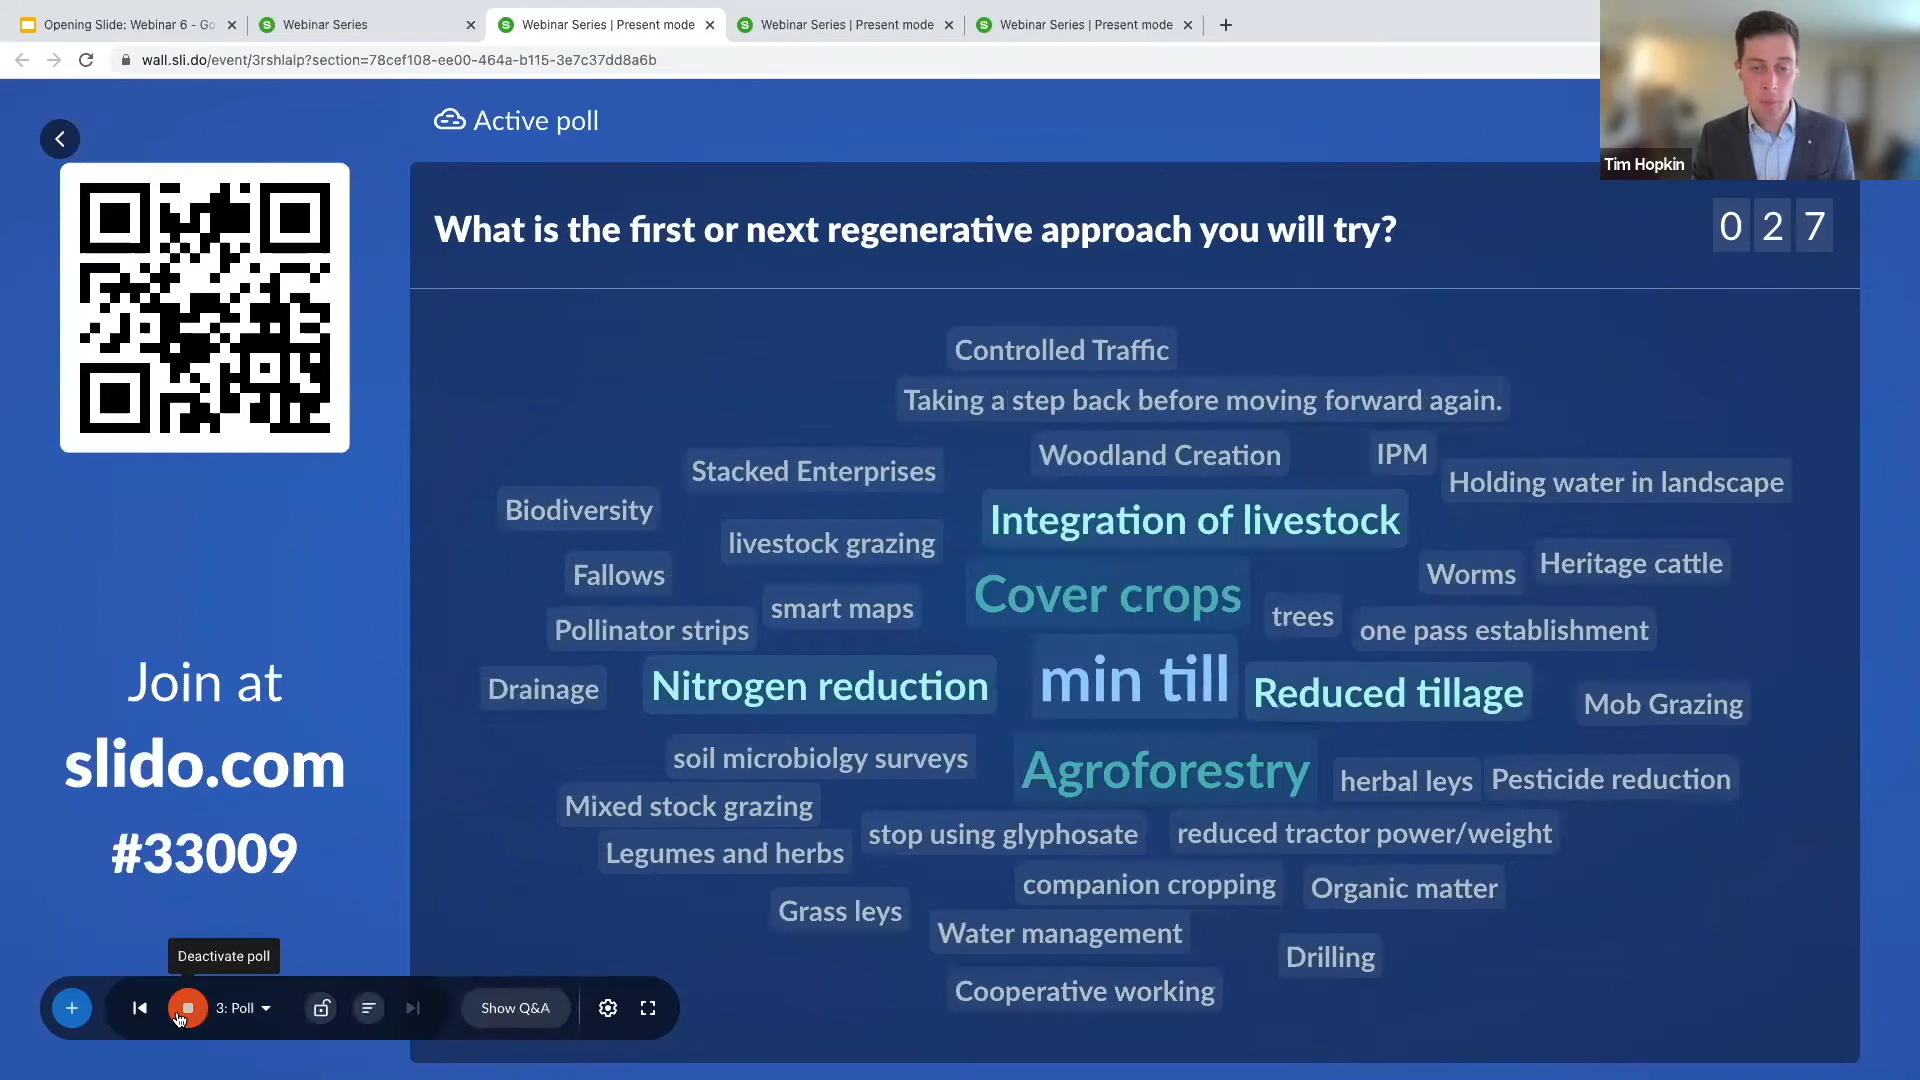 Opening Slide: Webinar 6 - Go
Webinar Series
Webinar Series | Present mode
Webinar Series | Present mode
Webinar Series | Present mode
wall.sli.do/event/3rshlalp?section=78cef108-ee00-464a-b115-3e7c37dd8a6b
Tim Hopkin
Active poll
What is the first or next regenerative approach you will try?
0 2 7
Controlled Traffic
Taking a step back before moving forward again.
Woodland Creation
IPM
Stacked Enterprises
Holding water in landscape
Biodiversity
Integration of livestock
livestock grazing
Heritage cattle
Fallows
Worms
Cover crops
smart maps
trees
Pollinator strips
one pass establishment
Drainage
Nitrogen reduction
min till
Reduced tillage
Mob Grazing
soil microbiolgy surveys
Agroforestry
herbal leys
Pesticide reduction
Mixed stock grazing
stop using glyphosate
reduced tractor power/weight
Legumes and herbs
companion cropping
Organic matter
Grass leys
Water management
Drilling
Cooperative working
Join at
slido.com
#33009
Deactivate poll
3: Poll
Show Q&A